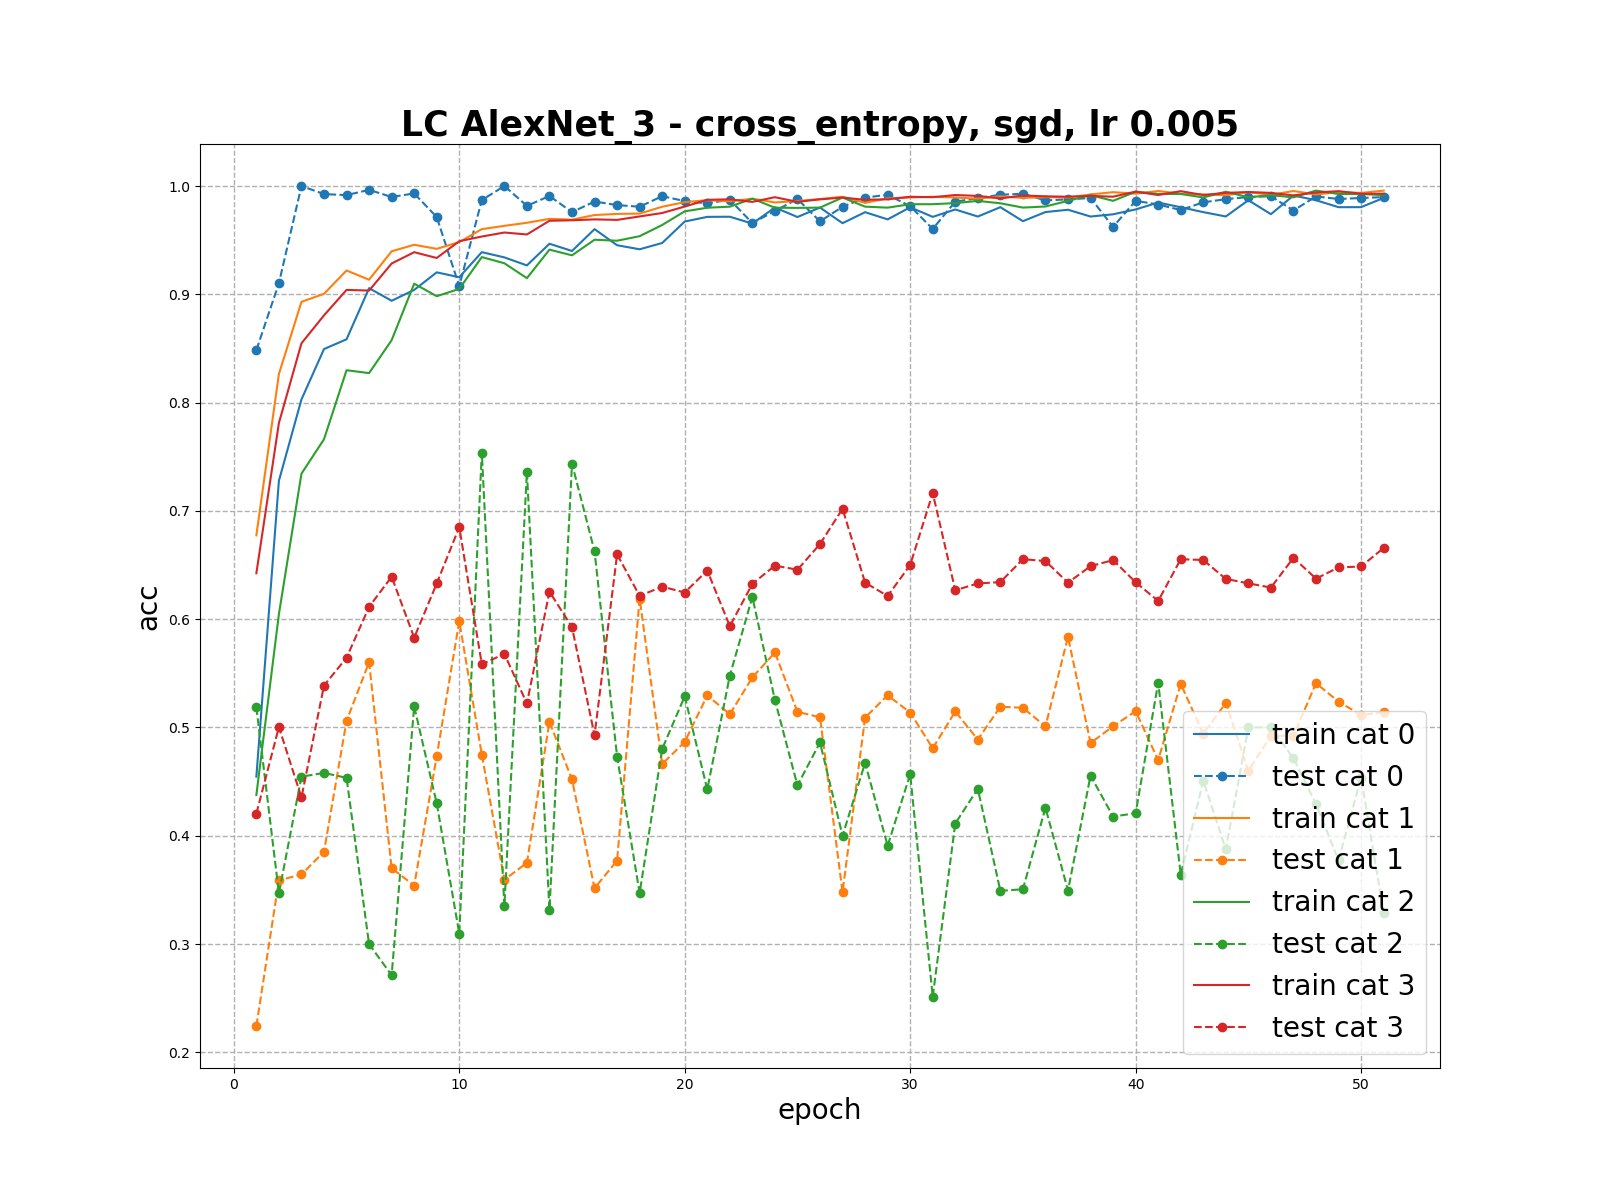 LC AlexNet_3 - cross_entropy, sgd, lr 0.005
acc
1.0
0.9
0.8
0.7
0.6
0.5
0.4
0.3
0.2
0 10 20 30 40 50
epoch
train cat 0
test cat 0
train cat 1
test cat 1
train cat 2
test cat 2
train cat 3
test cat 3